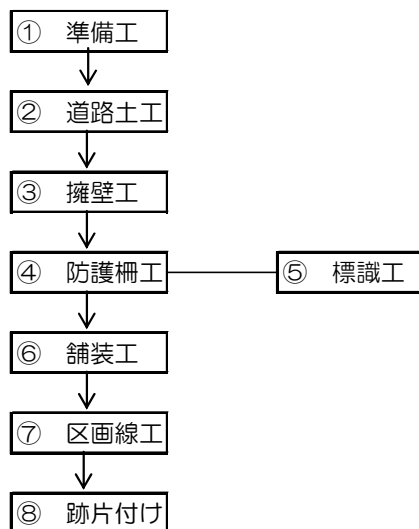 ① 準備工
② 道路土工
③ 擁壁工
④ 防護柵工
⑤ 標識工
⑥ 舗装工
⑦ 区画線工
⑧ 跡片付け